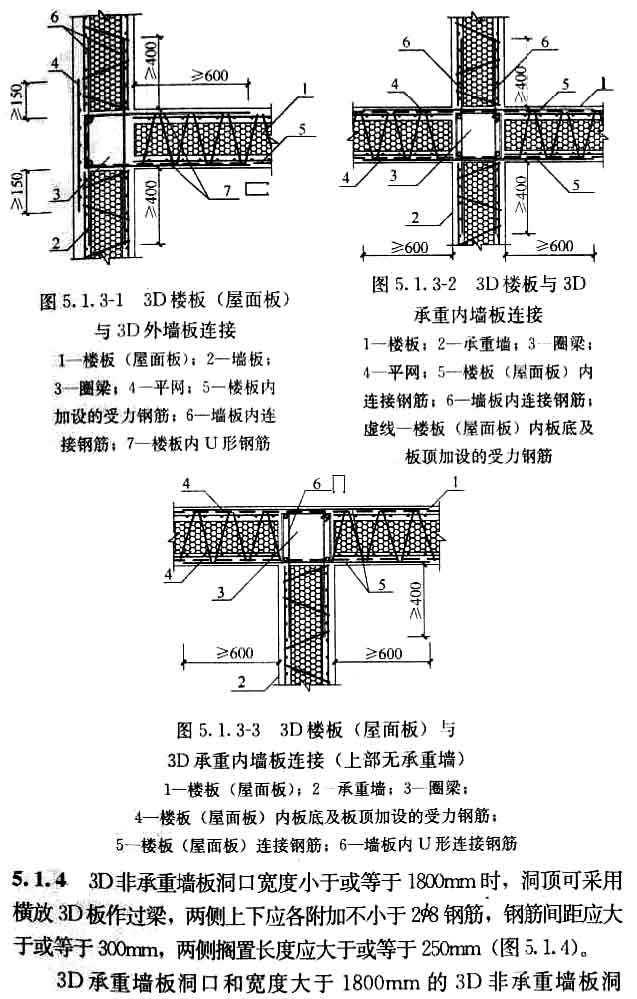 6
4
≥150
≥400
≥600
1
5
≥150
3
2
≥400
7
6
6
≥400
4
5
1
4
3
5
2
≥400
≥600
≥600
图 5.1.3-1 3D楼板（屋面板）
与 3D 外墙板连接
1—楼板（屋面板）；2—墙板；
3—圈梁；4—平网；5—楼板内
加设的受力钢筋；6—墙板内连
接钢筋；7—楼板内 U 形钢筋
图 5.1.3-2 3D楼板与 3D
承重内墙板连接
1—楼板；2—承重墙；3—圈梁；
4—平网；5—楼板（屋面板）内
连接钢筋；6—墙板内连接钢筋；
虚线—楼板（屋面板）内板底及
板顶加设的受力钢筋
4
6
1
4
3
5
≥400
≥600
≥600
2
图 5.1.3-3 3D楼板（屋面板）与
3D 承重内墙板连接（上部无承重墙）
1—楼板（屋面板）；2—承重墙；3—圈梁；
4—楼板（屋面板）内板底及板顶加设的受力钢筋；
5—楼板（屋面板）连接钢筋；6—墙板内 U 形连接钢筋
5.1.4 3D非承重墙板洞口宽度小于或等于 1800mm 时，洞顶可采用
横放 3D板作过梁，两侧上下应各附加不小于 2ϕ8 钢筋，钢筋间距应大
于或等于 300mm，两侧搁置长度应大于或等于 250mm（图 5.1.4）。
3D 承重墙板洞口和宽度大于 1800mm 的 3D 非承重墙板洞